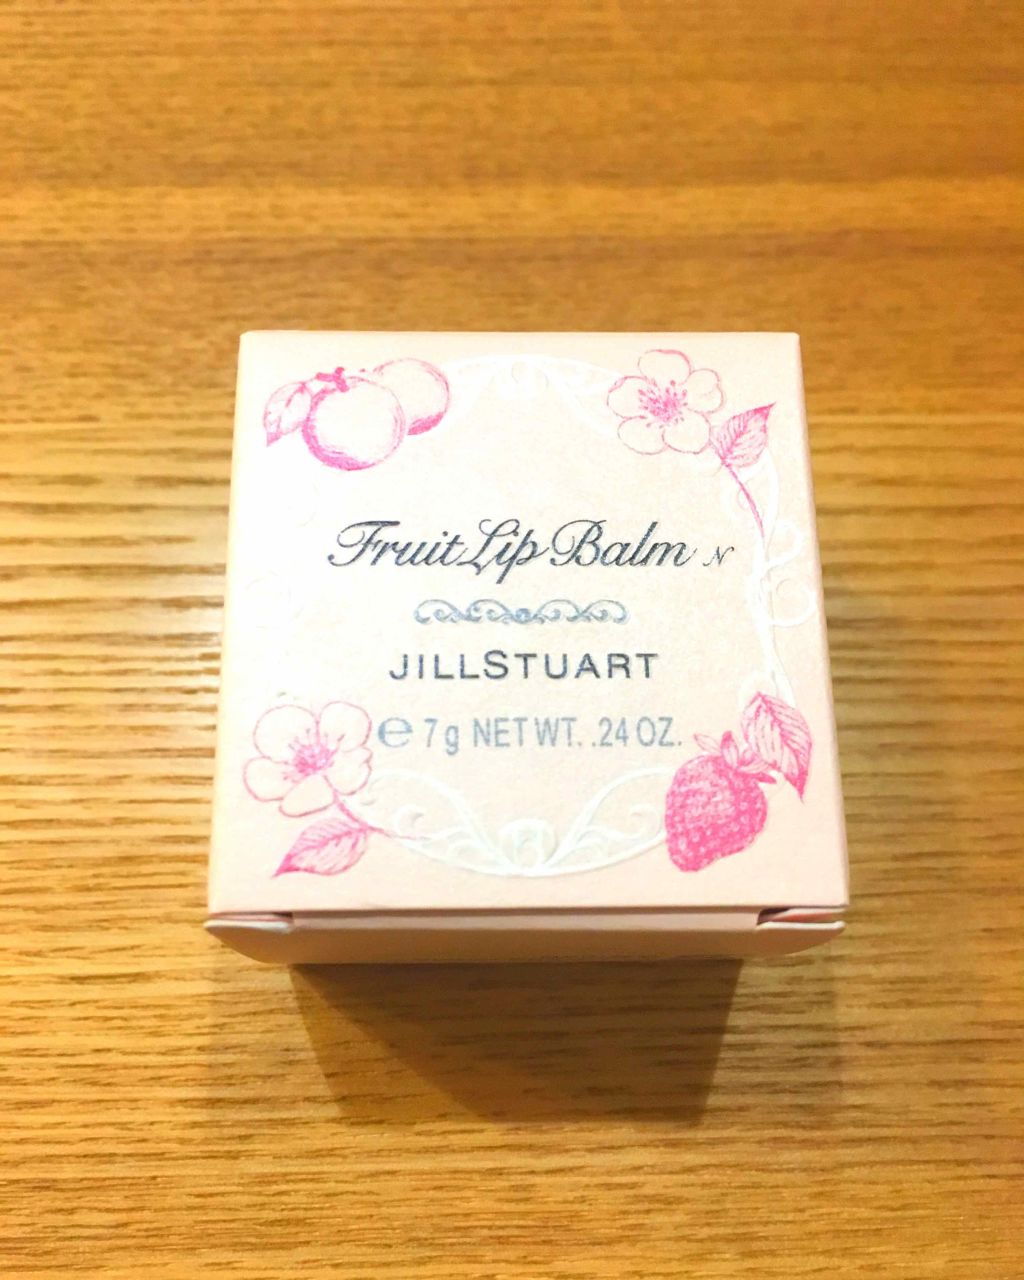 Fruit Lip Balm N
JILLSTUART
℮ 7g NET WT. .24 OZ.